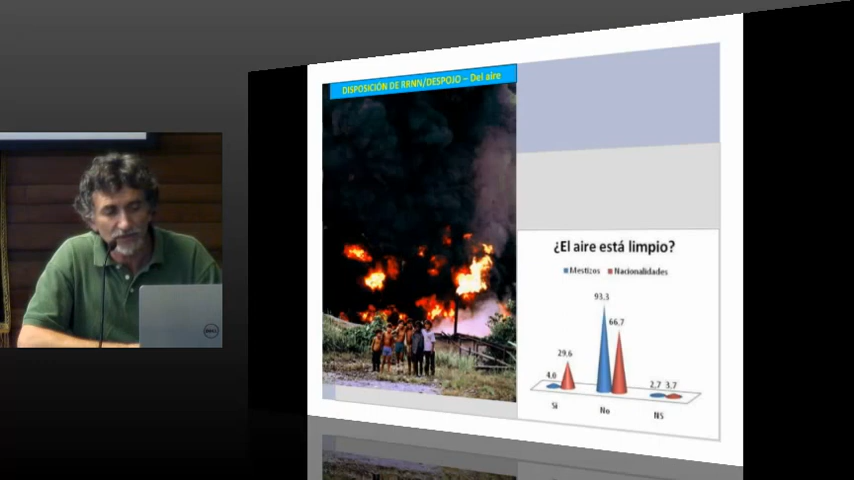 DISPOSICIÓN DE RRNN/DESPOJO – Del aire
¿El aire está limpio?
Mestizos Nacionalidades
93.3
66.7
29.6
4.0
2.7 3.7
Si No NS
DELL